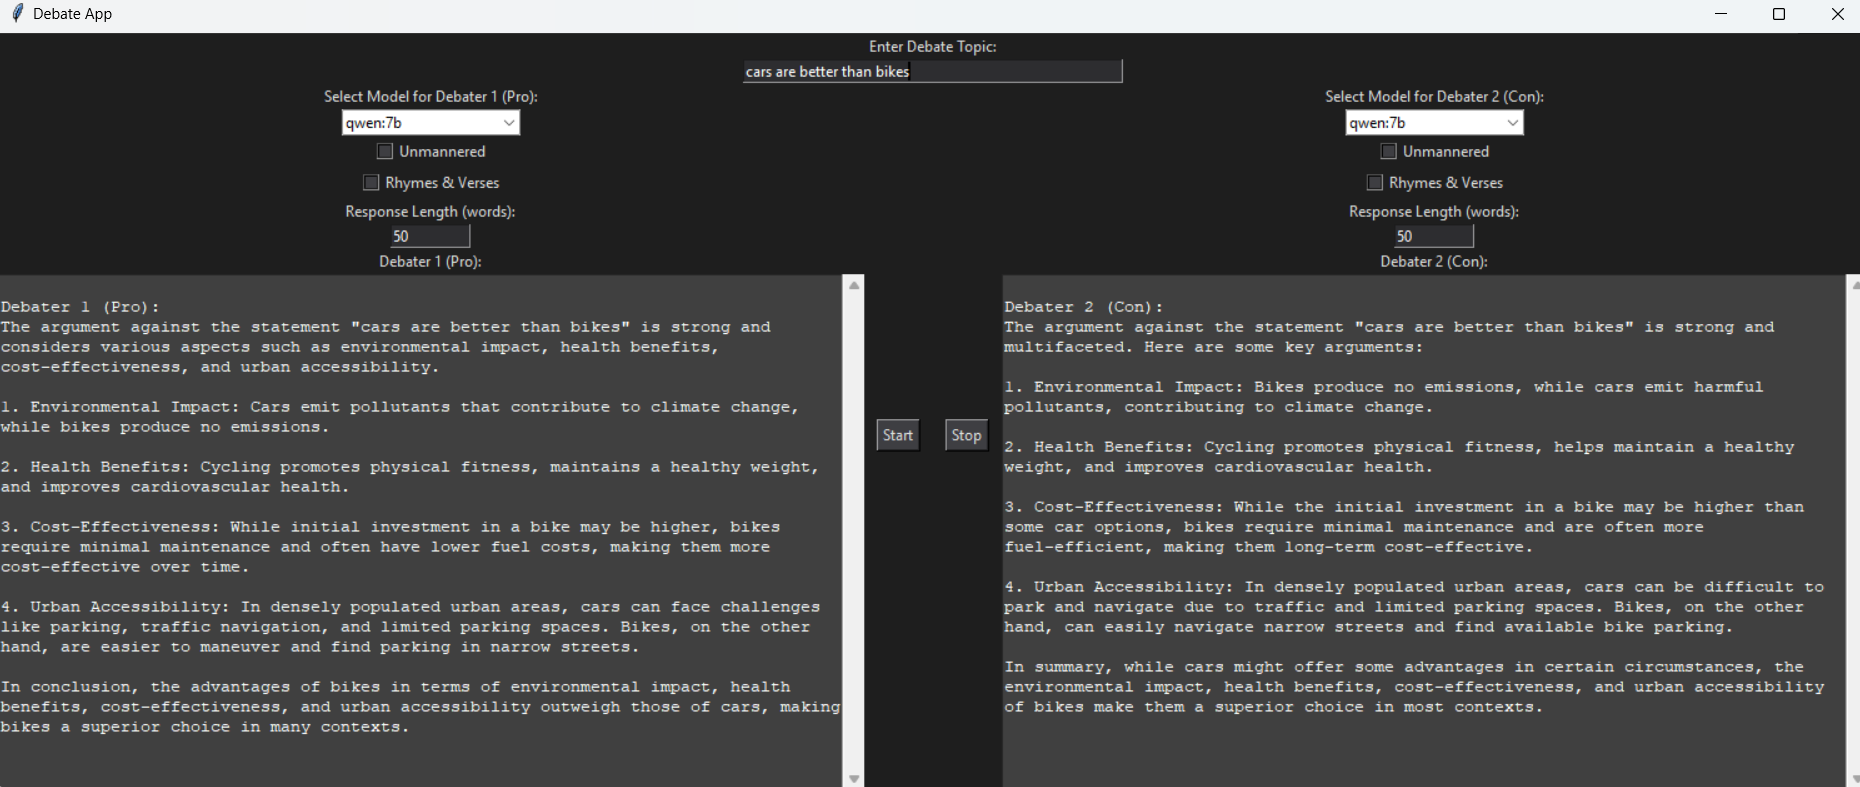 Debate App
Enter Debate Topic:
cars are better than bikes
Select Model for Debater 1 (Pro):
qwen:7b
Unmannered
Rhymes & Verses
Response Length (words):
50
Debater 1 (Pro):
Select Model for Debater 2 (Con):
qwen:7b
Unmannered
Rhymes & Verses
Response Length (words):
50
Debater 2 (Con):
Debater 1 (Pro):
The argument against the statement "cars are better than bikes" is strong and
considers various aspects such as environmental impact, health benefits,
cost-effectiveness, and urban accessibility.
1. Environmental Impact: Cars emit pollutants that contribute to climate change,
while bikes produce no emissions.
2. Health Benefits: Cycling promotes physical fitness, maintains a healthy weight,
and improves cardiovascular health.
3. Cost-Effectiveness: While initial investment in a bike may be higher, bikes
require minimal maintenance and often have lower fuel costs, making them more
cost-effective over time.
4. Urban Accessibility: In densely populated urban areas, cars can face challenges
like parking, traffic navigation, and limited parking spaces. Bikes, on the other
hand, are easier to maneuver and find parking in narrow streets.
In conclusion, the advantages of bikes in terms of environmental impact, health
benefits, cost-effectiveness, and urban accessibility outweigh those of cars, making
bikes a superior choice in many contexts.
Start
Stop
Debater 2 (Con):
The argument against the statement "cars are better than bikes" is strong and
multifaceted. Here are some key arguments:
1. Environmental Impact: Bikes produce no emissions, while cars emit harmful
pollutants, contributing to climate change.
2. Health Benefits: Cycling promotes physical fitness, helps maintain a healthy
weight, and improves cardiovascular health.
3. Cost-Effectiveness: While the initial investment in a bike may be higher than
some car options, bikes require minimal maintenance and are often more
fuel-efficient, making them long-term cost-effective.
4. Urban Accessibility: In densely populated urban areas, cars can be difficult to
park and navigate due to traffic and limited parking spaces. Bikes, on the other
hand, can easily navigate narrow streets and find available bike parking.
In summary, while cars might offer some advantages in certain circumstances, the
environmental impact, health benefits, cost-effectiveness, and urban accessibility
of bikes make them a superior choice in most contexts.